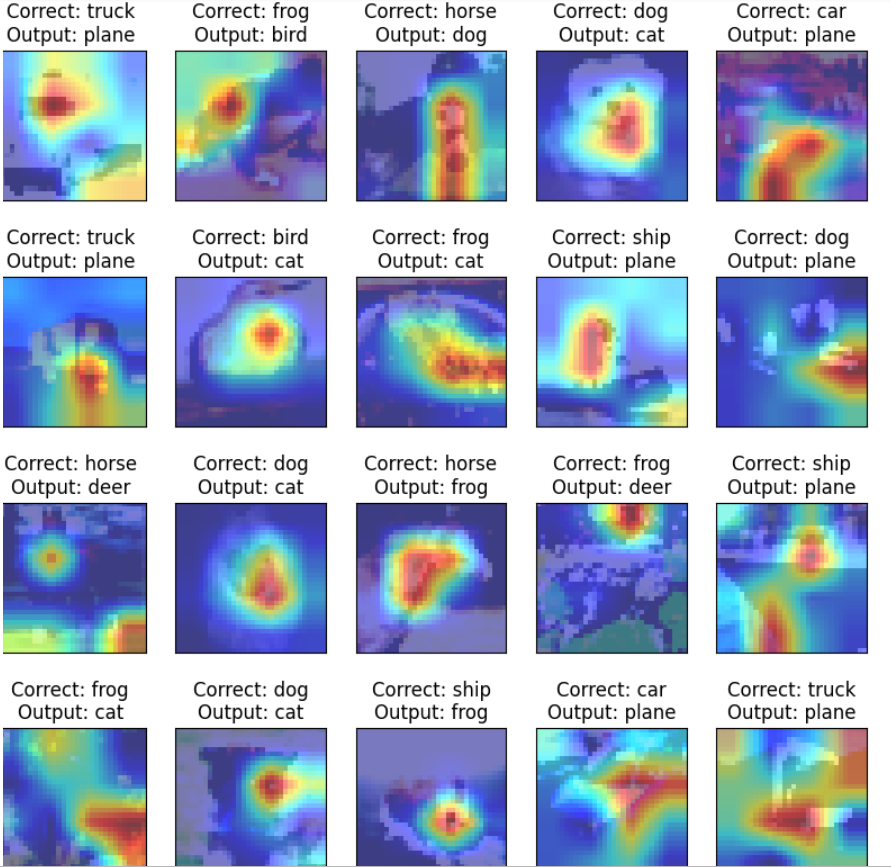 Correct: truck
Output: plane
Correct: frog
Output: bird
Correct: horse
Output: dog
Correct: dog
Output: cat
Correct: car
Output: plane
Correct: truck
Output: plane
Correct: bird
Output: cat
Correct: frog
Output: cat
Correct: ship
Output: plane
Correct: dog
Output: plane
Correct: horse
Output: deer
Correct: dog
Output: cat
Correct: horse
Output: frog
Correct: frog
Output: deer
Correct: ship
Output: plane
Correct: frog
Output: cat
Correct: dog
Output: cat
Correct: ship
Output: frog
Correct: car
Output: plane
Correct: truck
Output: plane